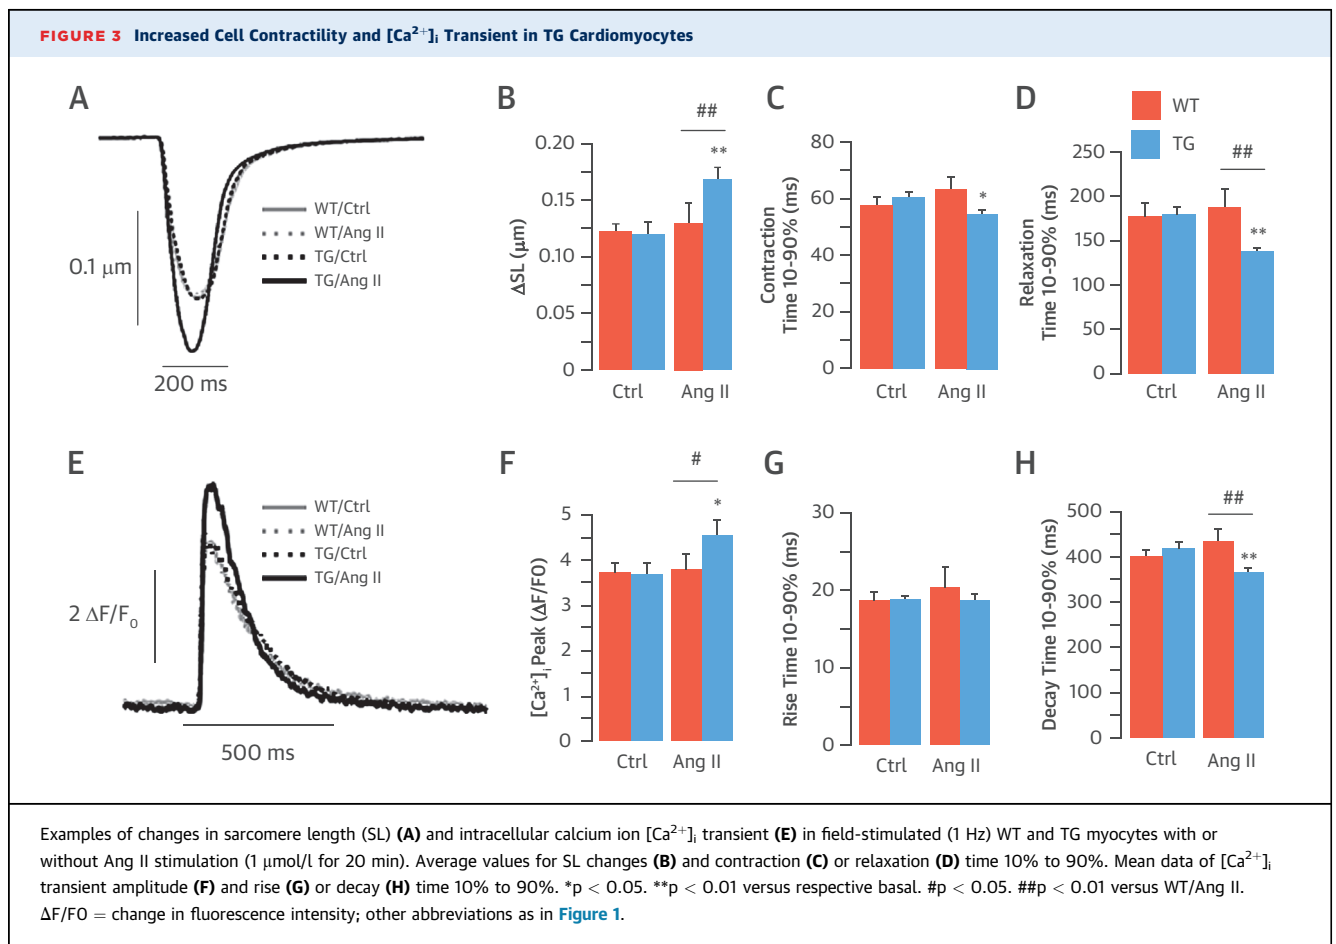 FIGURE 3 Increased Cell Contractility and [Ca²⁺]ᵢ Transient in TG Cardiomyocytes
A
0.1 μm
200 ms
WT/Ctrl
WT/Ang II
TG/Ctrl
TG/Ang II
B
ΔSL (μm)
0.20
0.15
0.10
0.05
0
##
**
Ctrl
Ang II
C
Contraction
Time 10-90% (ms)
80
60
40
20
0
*
Ctrl
Ang II
D
WT
TG
Relaxation
Time 10-90% (ms)
250
200
150
100
50
0
##
**
Ctrl
Ang II
E
2 ΔF/F₀
500 ms
WT/Ctrl
WT/Ang II
TG/Ctrl
TG/Ang II
F
[Ca²⁺]ᵢ Peak (ΔF/F0)
5
4
3
2
1
0
#
*
Ctrl
Ang II
G
Rise Time 10-90% (ms)
30
20
10
0
Ctrl
Ang II
H
Decay Time 10-90% (ms)
500
400
300
200
100
0
##
**
Ctrl
Ang II
Examples of changes in sarcomere length (SL) (A) and intracellular calcium ion [Ca²⁺]ᵢ transient (E) in field-stimulated (1 Hz) WT and TG myocytes with or
without Ang II stimulation (1 μmol/l for 20 min). Average values for SL changes (B) and contraction (C) or relaxation (D) time 10% to 90%. Mean data of [Ca²⁺]ᵢ
transient amplitude (F) and rise (G) or decay (H) time 10% to 90%. *p < 0.05. **p < 0.01 versus respective basal. #p < 0.05. ##p < 0.01 versus WT/Ang II.
ΔF/F0 = change in fluorescence intensity; other abbreviations as in Figure 1.